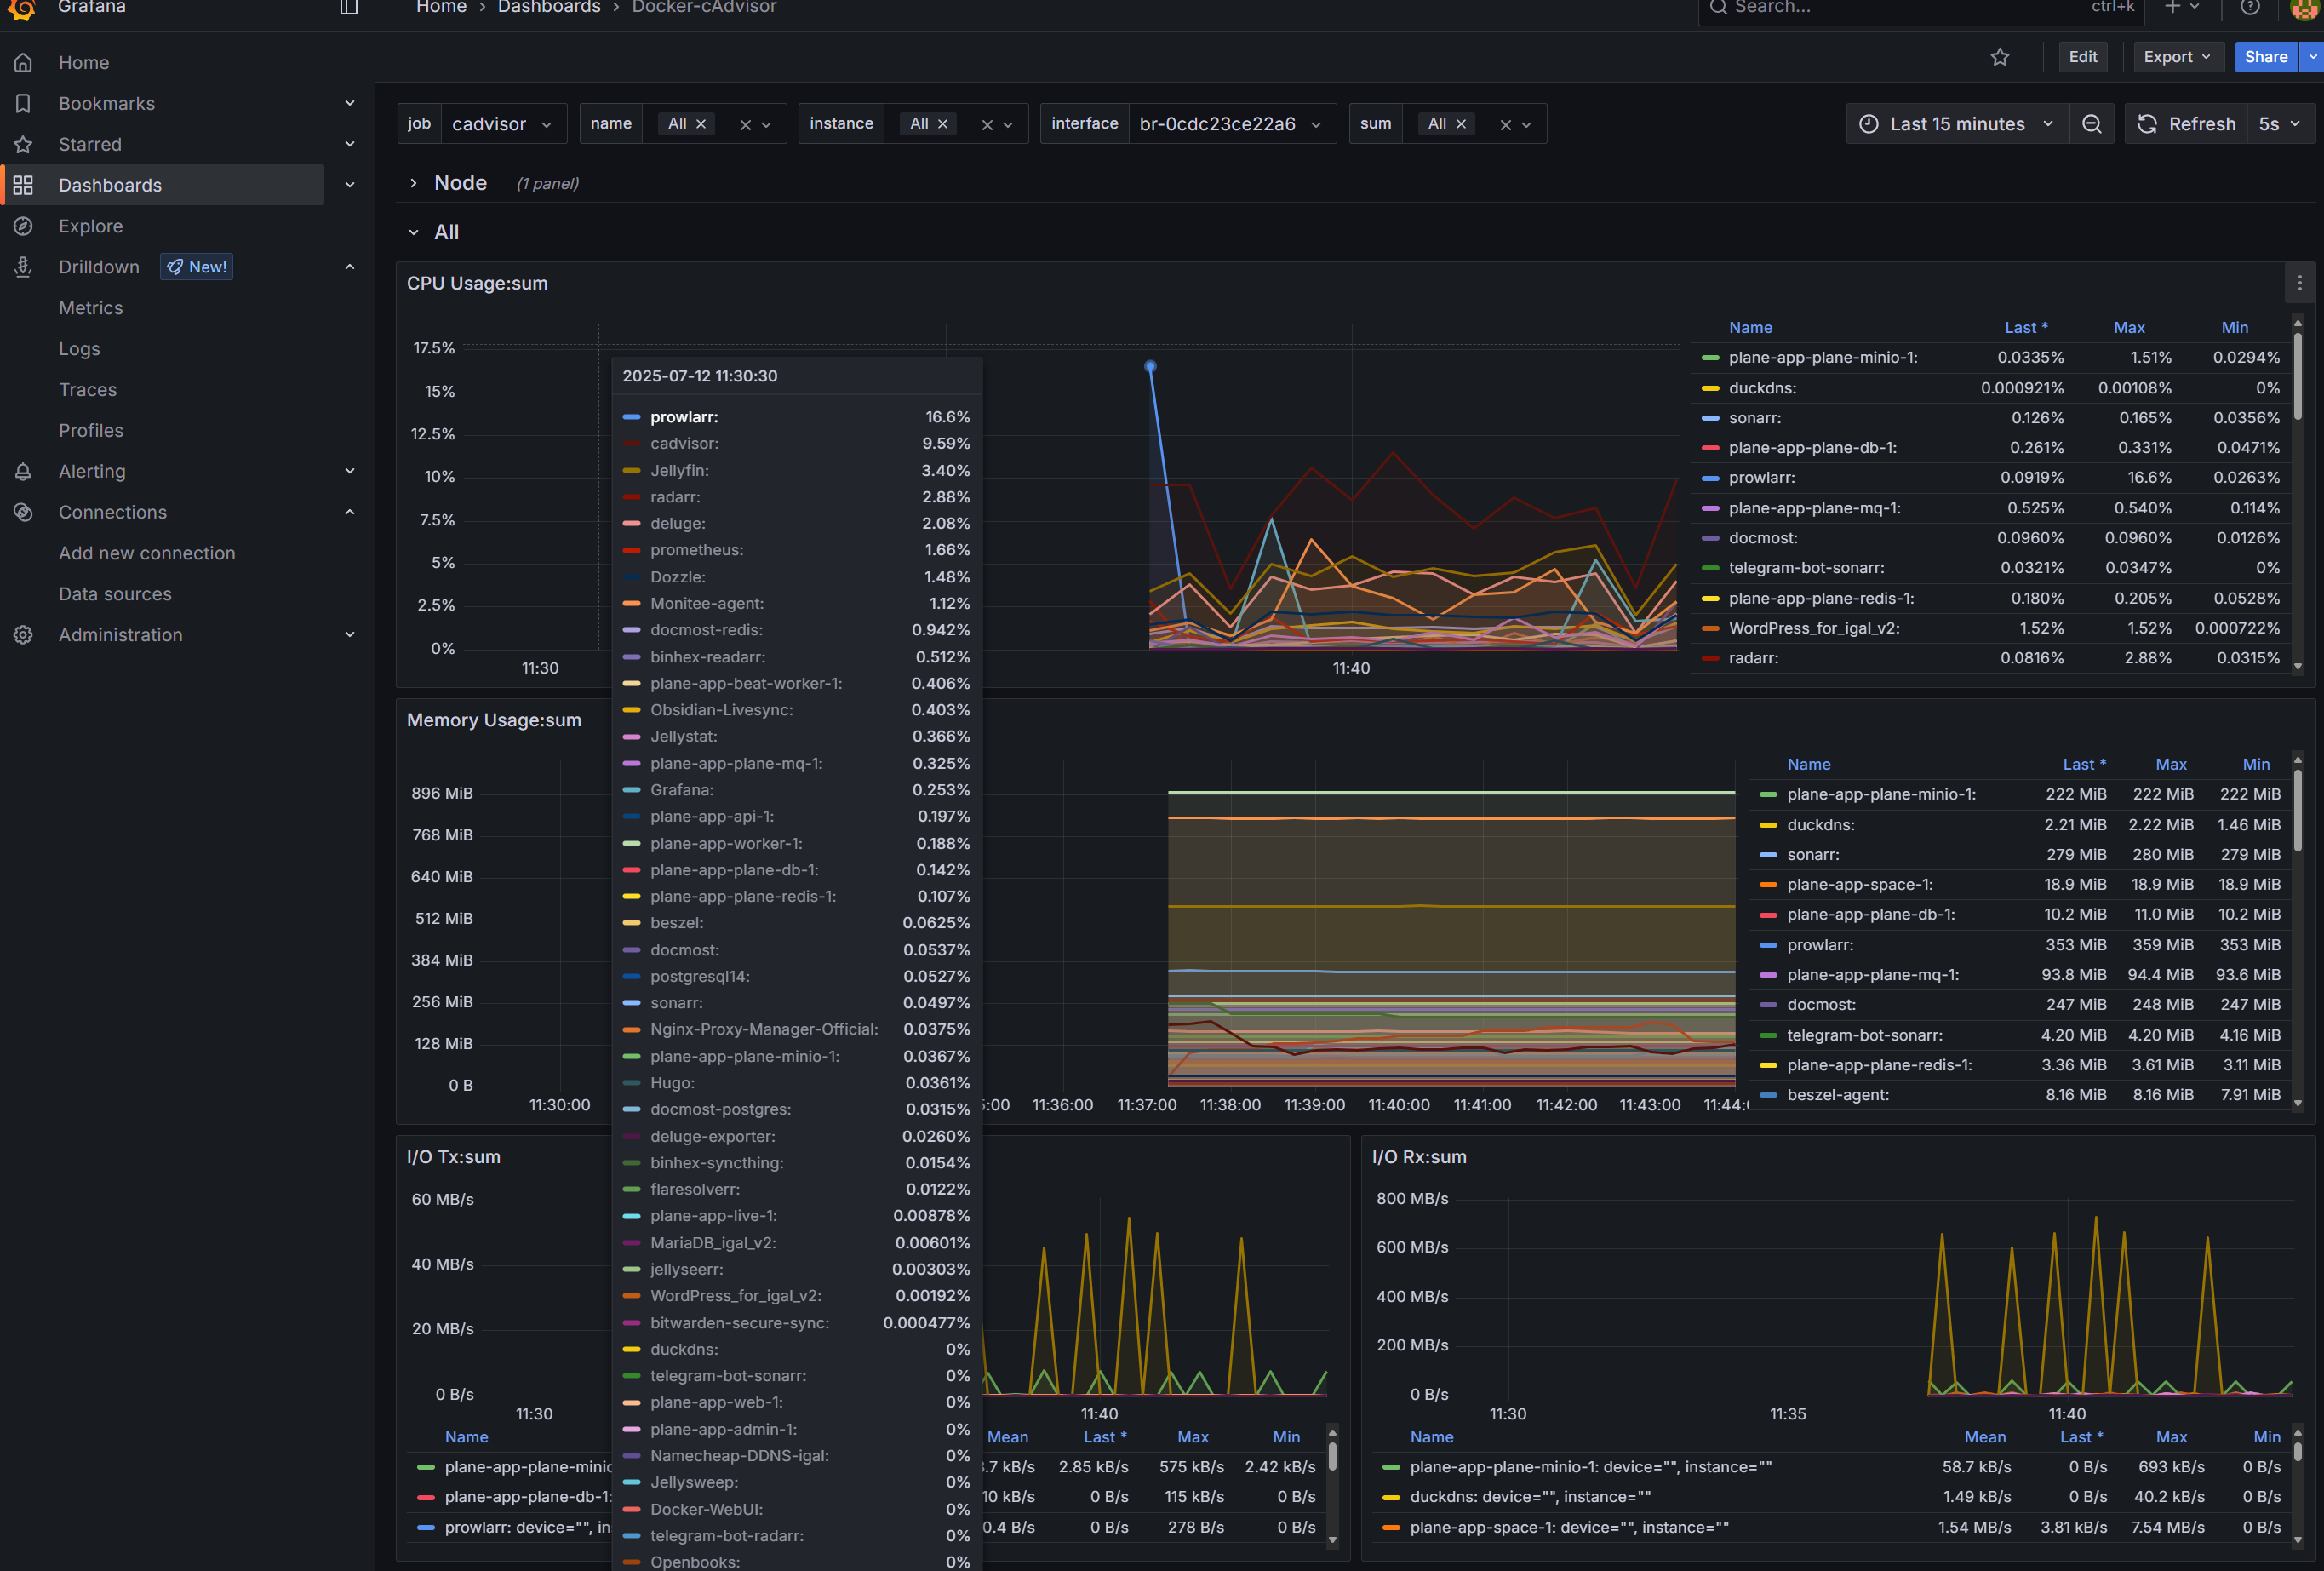 Grafana
Home › Dashboards › Docker-cAdvisor
Search...
ctrl+k
Home
Bookmarks
Starred
Dashboards
Explore
Drilldown
New!
Metrics
Logs
Traces
Profiles
Alerting
Connections
Add new connection
Data sources
Administration
Edit
Export
Share
job cadvisor
name All
instance All
interface br-0cdc23ce22a6
sum All
Last 15 minutes
Refresh 5s
Node (1 panel)
All
CPU Usage:sum
17.5%
15%
12.5%
10%
7.5%
5%
2.5%
0%
11:30
11:40
Name Last * Max Min
plane-app-plane-minio-1: 0.0335% 1.51% 0.0294%
duckdns: 0.000921% 0.00108% 0%
sonarr: 0.126% 0.165% 0.0356%
plane-app-plane-db-1: 0.261% 0.331% 0.0471%
prowlarr: 0.0919% 16.6% 0.0263%
plane-app-plane-mq-1: 0.525% 0.540% 0.114%
docmost: 0.0960% 0.0960% 0.0126%
telegram-bot-sonarr: 0.0321% 0.0347% 0%
plane-app-plane-redis-1: 0.180% 0.205% 0.0528%
WordPress_for_igal_v2: 1.52% 1.52% 0.000722%
radarr: 0.0816% 2.88% 0.0315%
2025-07-12 11:30:30
prowlarr: 16.6%
cadvisor: 9.59%
Jellyfin: 3.40%
radarr: 2.88%
deluge: 2.08%
prometheus: 1.66%
Dozzle: 1.48%
Monitee-agent: 1.12%
docmost-redis: 0.942%
binhex-readarr: 0.512%
plane-app-beat-worker-1: 0.406%
Obsidian-Livesync: 0.403%
Jellystat: 0.366%
plane-app-plane-mq-1: 0.325%
Grafana: 0.253%
plane-app-api-1: 0.197%
plane-app-worker-1: 0.188%
plane-app-plane-db-1: 0.142%
plane-app-plane-redis-1: 0.107%
beszel: 0.0625%
docmost: 0.0537%
postgresql14: 0.0527%
sonarr: 0.0497%
Nginx-Proxy-Manager-Official: 0.0375%
plane-app-plane-minio-1: 0.0367%
Hugo: 0.0361%
docmost-postgres: 0.0315%
deluge-exporter: 0.0260%
binhex-syncthing: 0.0154%
flaresolverr: 0.0122%
plane-app-live-1: 0.00878%
MariaDB_igal_v2: 0.00601%
jellyseerr: 0.00303%
WordPress_for_igal_v2: 0.00192%
bitwarden-secure-sync: 0.000477%
duckdns: 0%
telegram-bot-sonarr: 0%
plane-app-web-1: 0%
plane-app-admin-1: 0%
Namecheap-DDNS-igal: 0%
Jellysweep: 0%
Docker-WebUI: 0%
telegram-bot-radarr: 0%
Openbooks: 0%
Memory Usage:sum
896 MiB
768 MiB
640 MiB
512 MiB
384 MiB
256 MiB
128 MiB
0 B
11:30:00
5:00
11:36:00
11:37:00
11:38:00
11:39:00
11:40:00
11:41:00
11:42:00
11:43:00
11:44:0
Name Last * Max Min
plane-app-plane-minio-1: 222 MiB 222 MiB 222 MiB
duckdns: 2.21 MiB 2.22 MiB 1.46 MiB
sonarr: 279 MiB 280 MiB 279 MiB
plane-app-space-1: 18.9 MiB 18.9 MiB 18.9 MiB
plane-app-plane-db-1: 10.2 MiB 11.0 MiB 10.2 MiB
prowlarr: 353 MiB 359 MiB 353 MiB
plane-app-plane-mq-1: 93.8 MiB 94.4 MiB 93.6 MiB
docmost: 247 MiB 248 MiB 247 MiB
telegram-bot-sonarr: 4.20 MiB 4.20 MiB 4.16 MiB
plane-app-plane-redis-1: 3.36 MiB 3.61 MiB 3.11 MiB
beszel-agent: 8.16 MiB 8.16 MiB 7.91 MiB
I/O Tx:sum
60 MB/s
40 MB/s
20 MB/s
0 B/s
11:30
11:40
Name Mean Last * Max Min
plane-app-plane-minio .7 kB/s 2.85 kB/s 575 kB/s 2.42 kB/s
plane-app-plane-db-1: 10 kB/s 0 B/s 115 kB/s 0 B/s
prowlarr: device="", in 0.4 B/s 0 B/s 278 B/s 0 B/s
I/O Rx:sum
800 MB/s
600 MB/s
400 MB/s
200 MB/s
0 B/s
11:30
11:35
11:40
Name Mean Last * Max Min
plane-app-plane-minio-1: device="", instance="" 58.7 kB/s 0 B/s 693 kB/s 0 B/s
duckdns: device="", instance="" 1.49 kB/s 0 B/s 40.2 kB/s 0 B/s
plane-app-space-1: device="", instance="" 1.54 MB/s 3.81 kB/s 7.54 MB/s 0 B/s